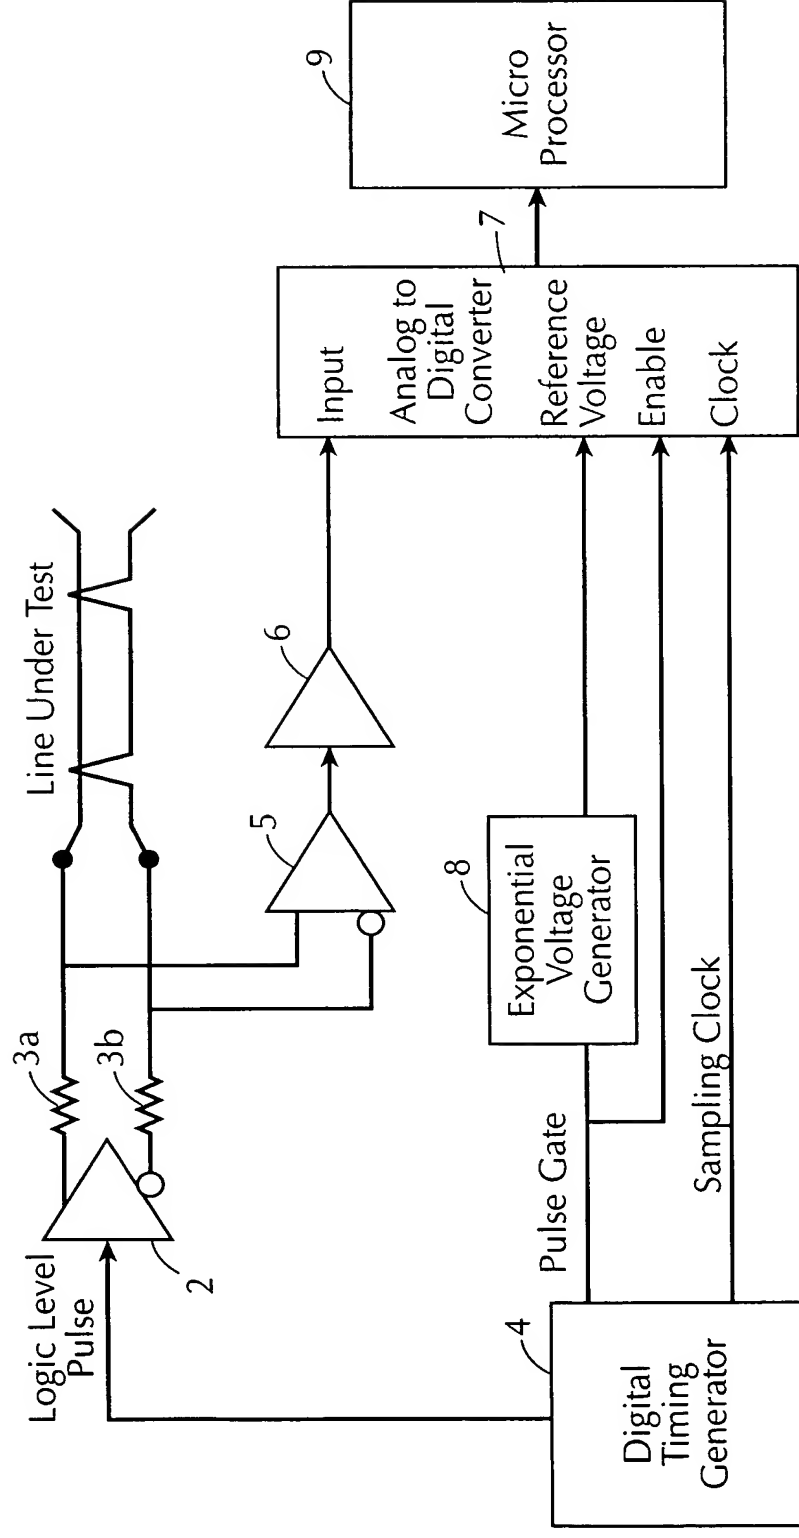 Logic Level
Pulse
2
3a
3b
Line Under Test
5
6
4
Digital
Timing
Generator
Pulse Gate
Sampling Clock
8
Exponential
Voltage
Generator
7
Input
Analog to
Digital
Converter
Reference
Voltage
Enable
Clock
9
Micro
Processor